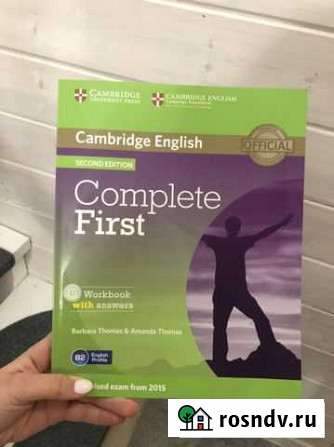 CAMBRIDGE
UNIVERSITY PRESS
CAMBRIDGE ENGLISH
Language Assessment
Cambridge English
OFFICIAL
SECOND EDITION
Complete
First
Workbook
with answers
Barbara Thomas & Amanda Thomas
B2
English
Profile
exam from 2015
rosndv.ru